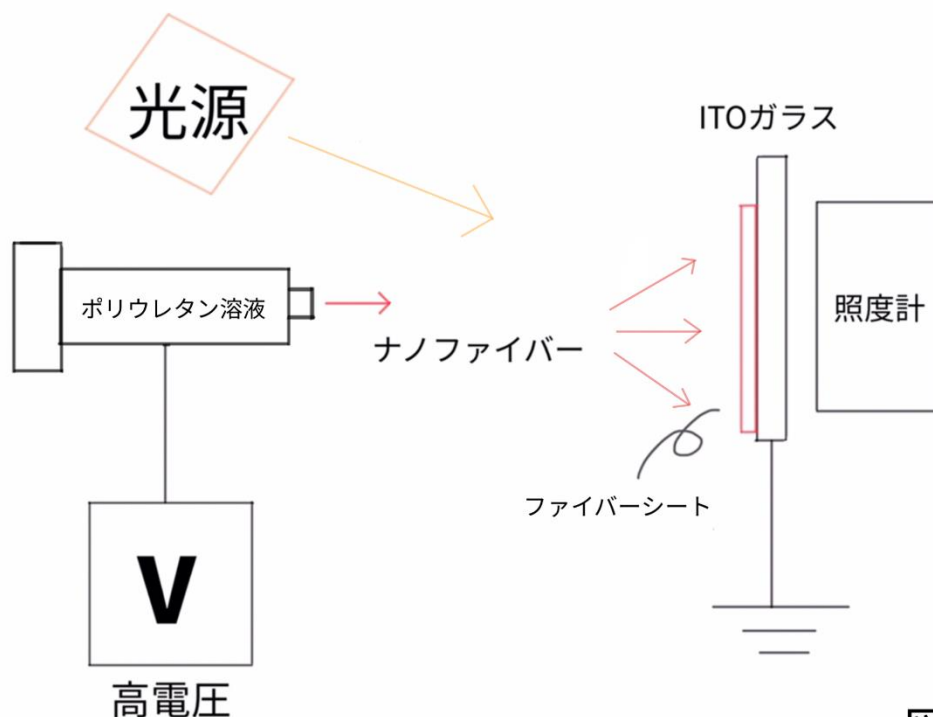 光源
ITOガラス
ポリウレタン溶液
照度計
ナノファイバー
ファイバーシート
V
高電圧